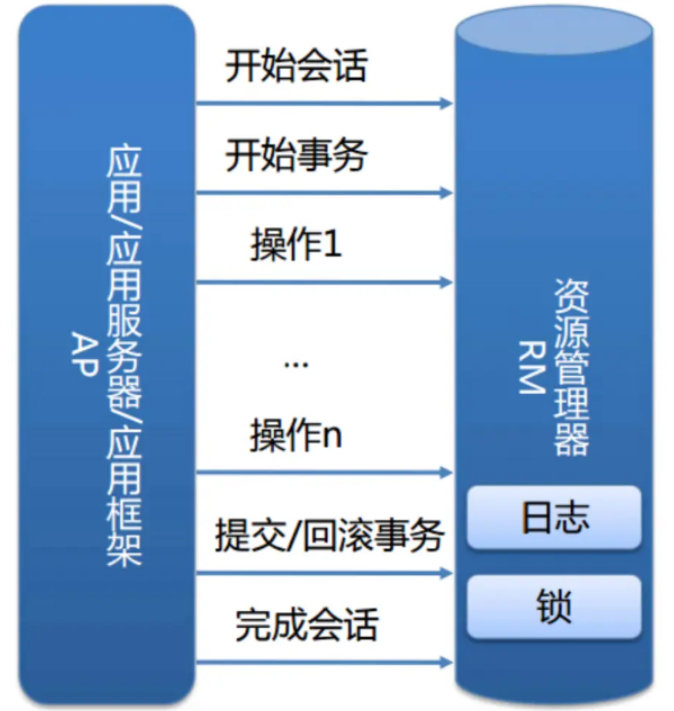 应用/应用服务器/应用框架
AP
开始会话
开始事务
操作1
...
操作n
提交/回滚事务
完成会话
资源管理器
RM
日志
锁